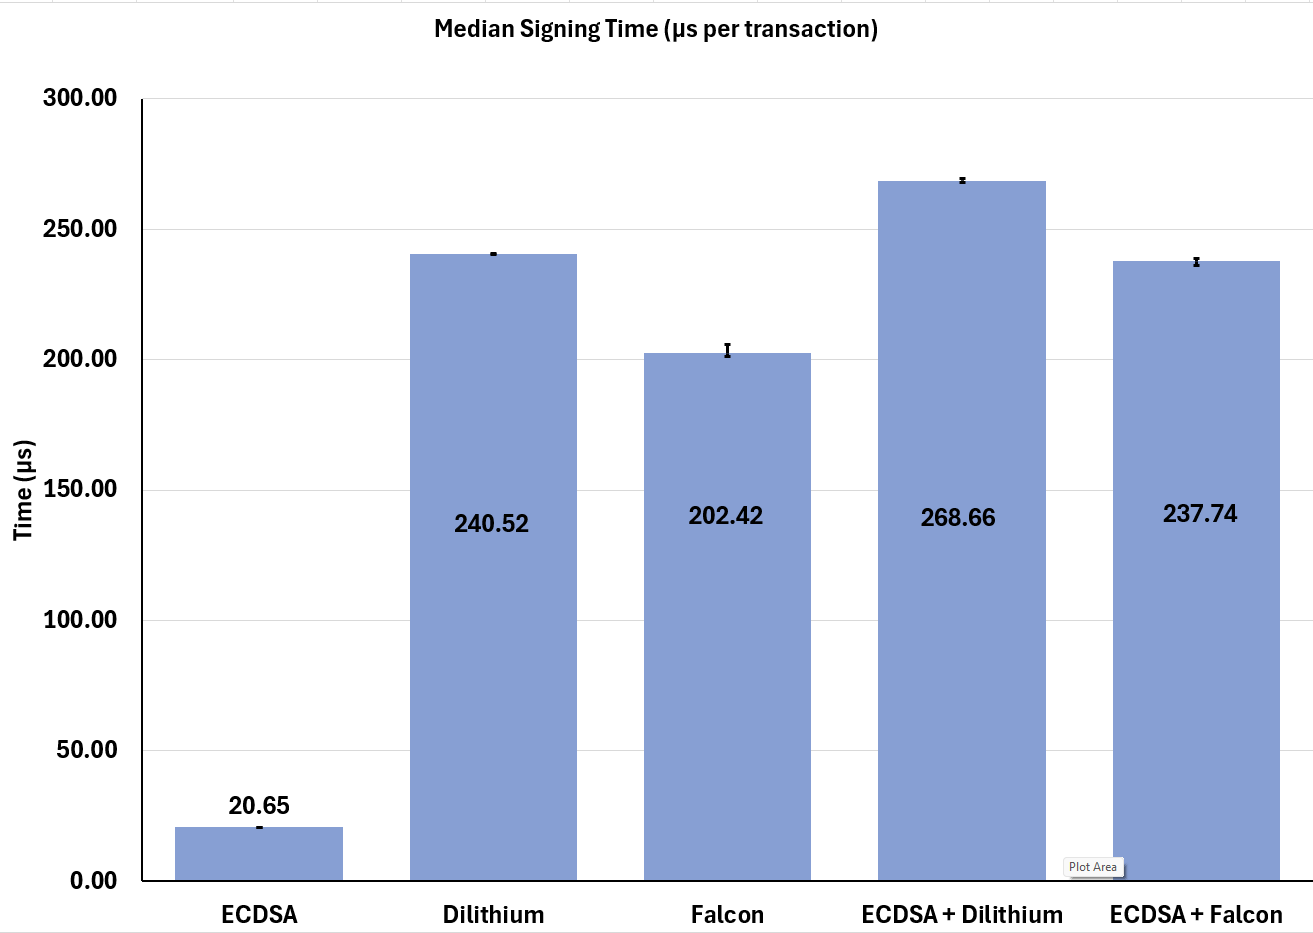 Median Signing Time (µs per transaction)
300.00
250.00
200.00
150.00
100.00
50.00
0.00
Time (µs)
20.65
240.52
202.42
268.66
237.74
Plot Area
ECDSA
Dilithium
Falcon
ECDSA + Dilithium
ECDSA + Falcon